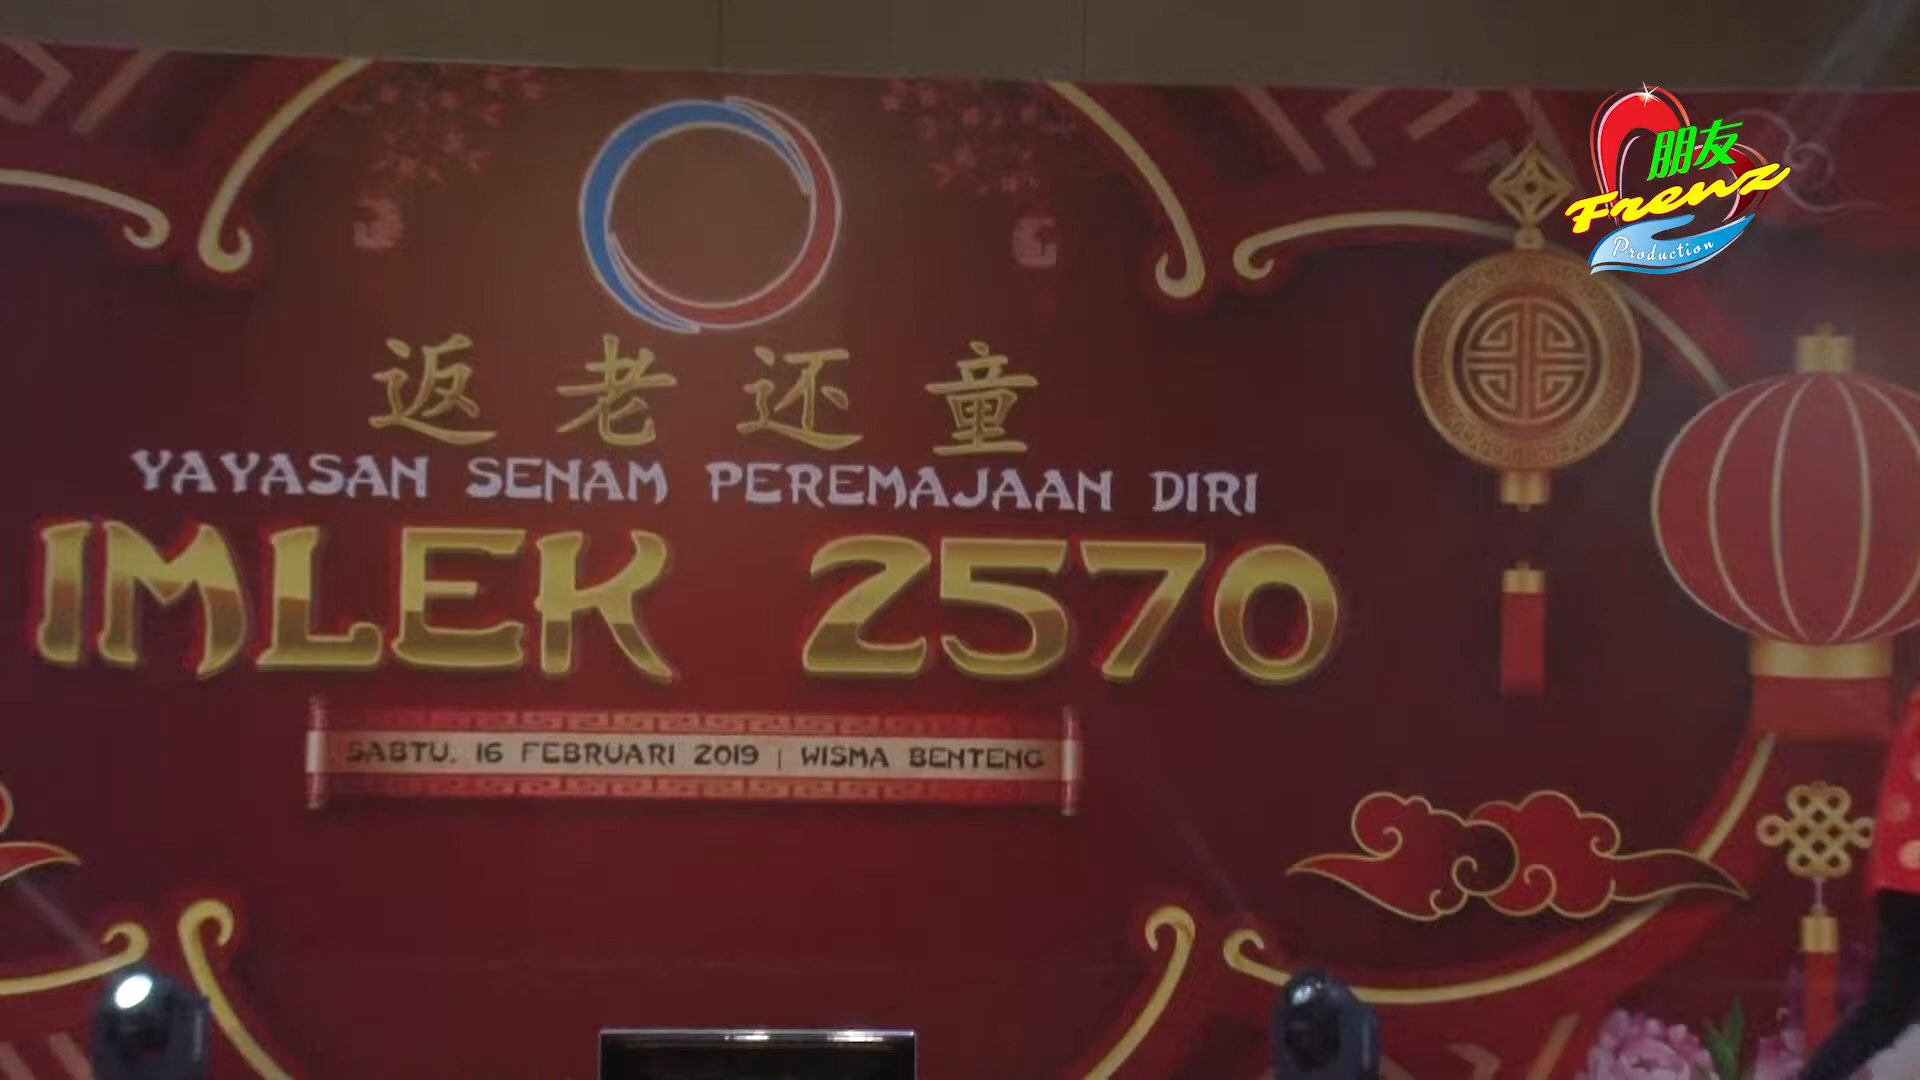 朋友
Frenz
Production
返老还童
YAYASAN SENAM PEREMAJAAN DIRI
IMLEK 2570
SABTU, 16 FEBRUARI 2019 | WISMA BENTENG